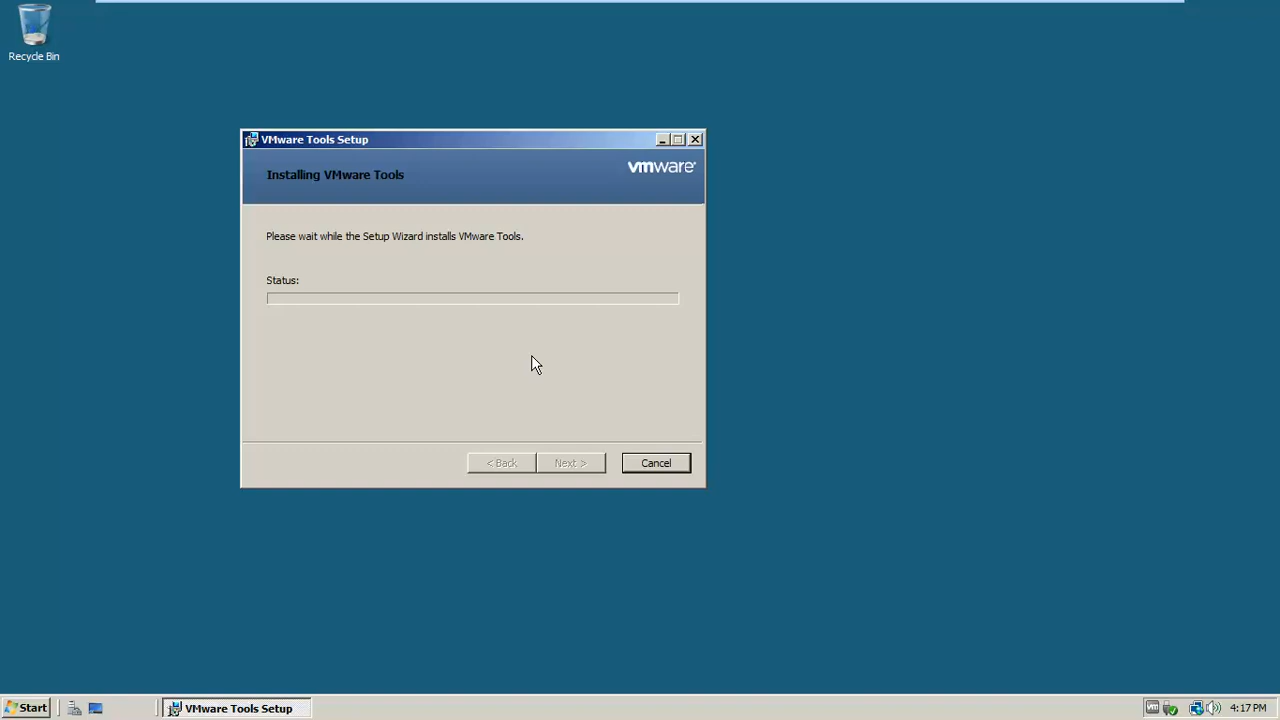 Recycle Bin
VMware Tools Setup
Installing VMware Tools
vmware®
Please wait while the Setup Wizard installs VMware Tools.
Status:
< Back
Next >
Cancel
Start
VMware Tools Setup
vm
4:17 PM